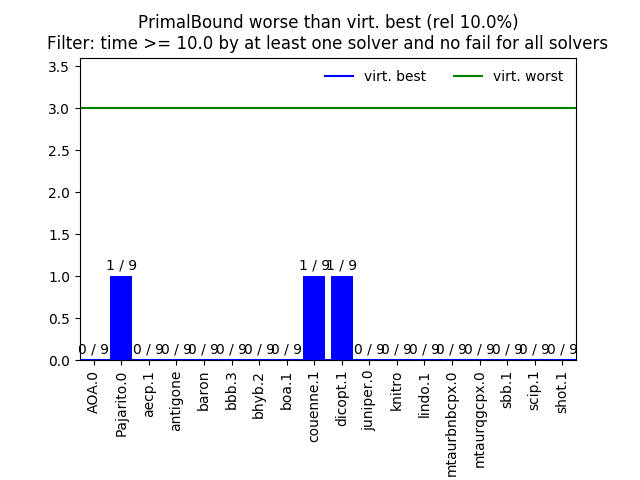 PrimalBound worse than virt. best (rel 10.0%)
Filter: time >= 10.0 by at least one solver and no fail for all solvers
virt. best
virt. worst
3.5
3.0
2.5
2.0
1.5
1.0
0.5
0.0
0 / 9
1 / 9
0 / 9
0 / 9
0 / 9
0 / 9
0 / 9
0 / 9
1 / 9
1 / 9
0 / 9
0 / 9
0 / 9
0 / 9
0 / 9
0 / 9
0 / 9
0 / 9
AOA.0
Pajarito.0
aecp.1
antigone
baron
bbb.3
bhyb.2
boa.1
couenne.1
dicopt.1
juniper.0
knitro
lindo.1
mtaurbnbcpx.0
mtaurqgcpx.0
sbb.1
scip.1
shot.1